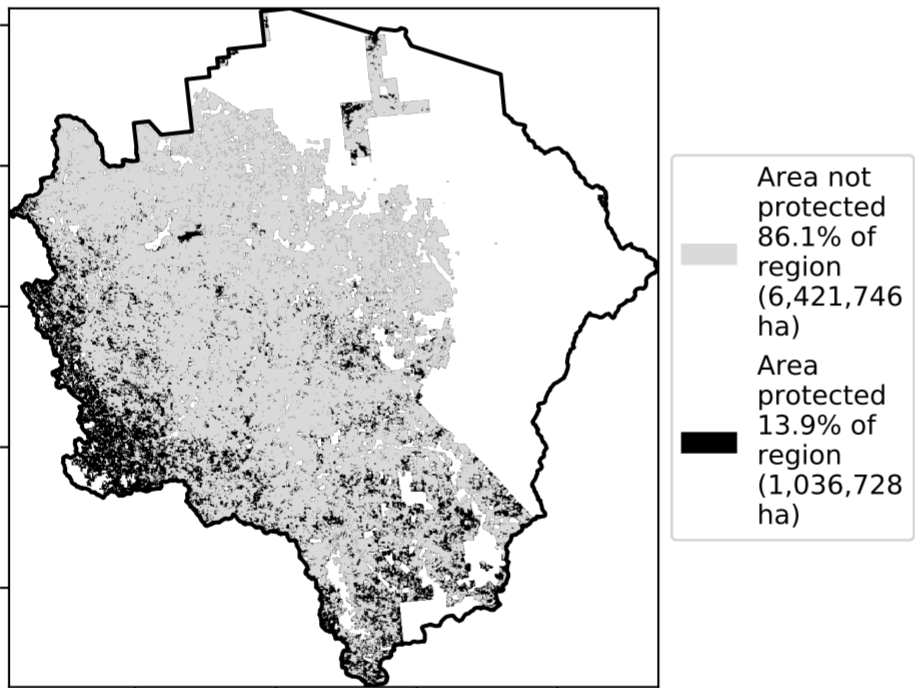 Area not
protected
86.1% of
region
(6,421,746
ha)
Area
protected
13.9% of
region
(1,036,728
ha)